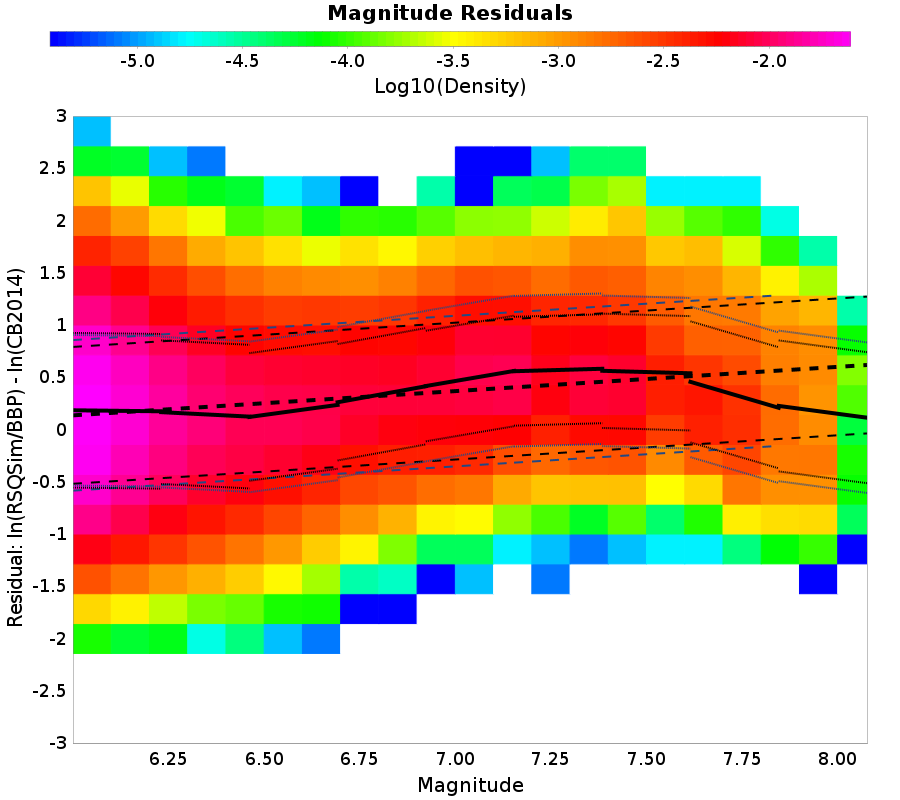 Magnitude Residuals
-5.0 -4.5 -4.0 -3.5 -3.0 -2.5 -2.0
Log10(Density)
3
2.5
2
1.5
1
0.5
0
-0.5
-1
-1.5
-2
-2.5
-3
Residual: ln(RSQSim/BBP) - ln(CB2014)
6.25 6.50 6.75 7.00 7.25 7.50 7.75 8.00
Magnitude